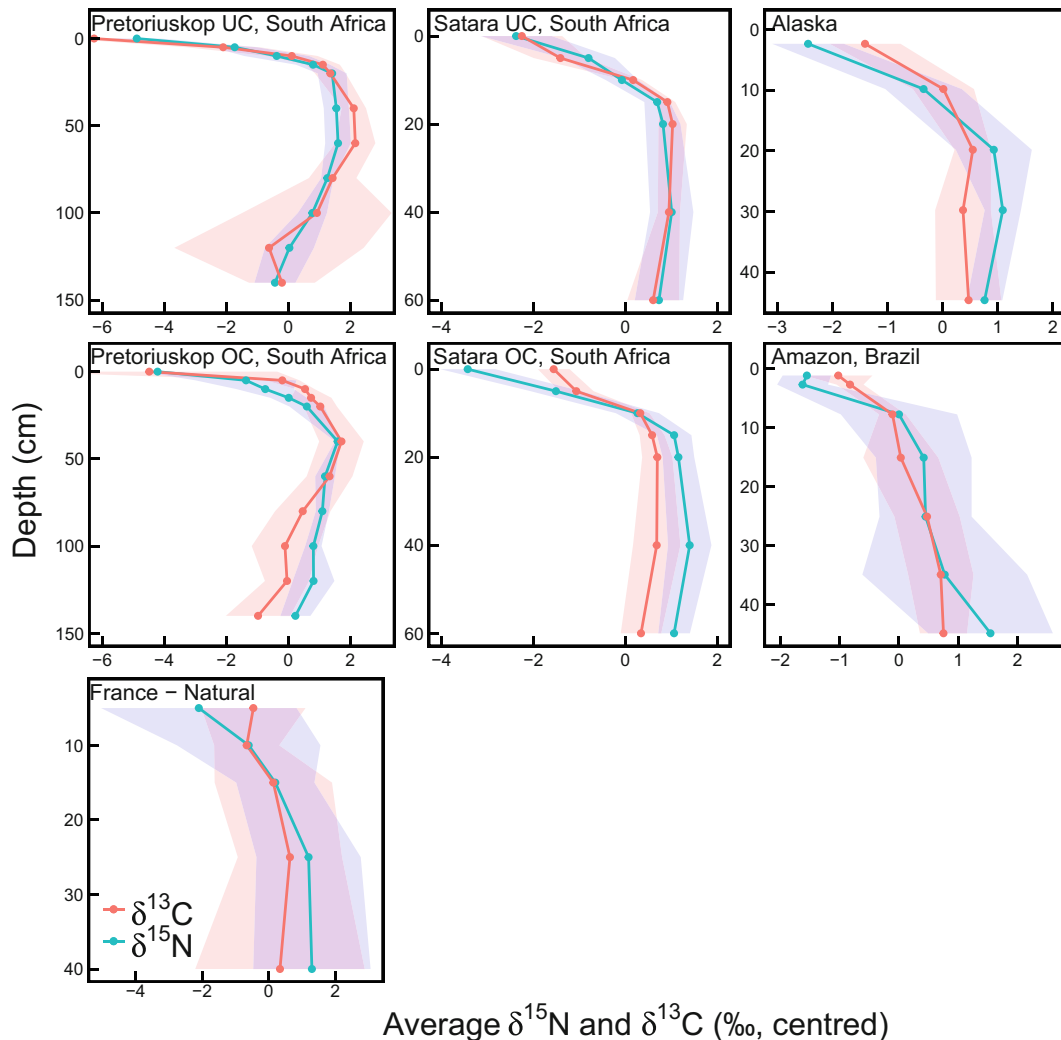 Pretoriuskop UC, South Africa
0
50
100
150
−6 −4 −2 0 2
Satara UC, South Africa
0
20
40
60
−4 −2 0 2
Alaska
0
10
20
30
40
−3 −2 −1 0 1 2
Pretoriuskop OC, South Africa
0
50
100
150
−6 −4 −2 0 2
Satara OC, South Africa
0
20
40
60
−4 −2 0 2
Amazon, Brazil
0
10
20
30
40
−2 −1 0 1 2
Depth (cm)
France − Natural
10
20
30
40
−4 −2 0 2
δ¹³C
δ¹⁵N
Average δ¹⁵N and δ¹³C (‰, centred)